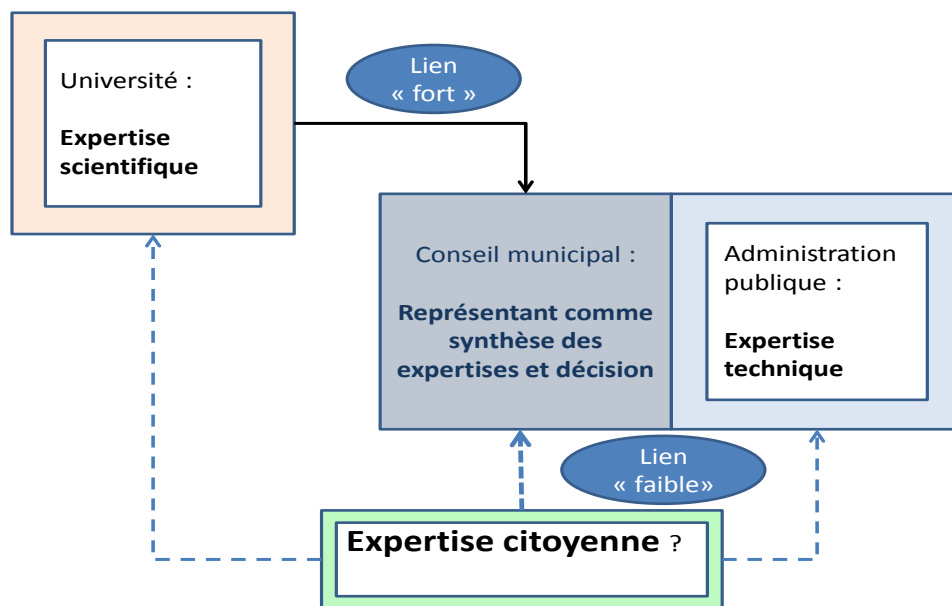 Université :
Expertise
scientifique
Lien
« fort »
Conseil municipal :
Représentant comme
synthèse des
expertises et décision
Administration
publique :
Expertise
technique
Lien
« faible»
Expertise citoyenne ?